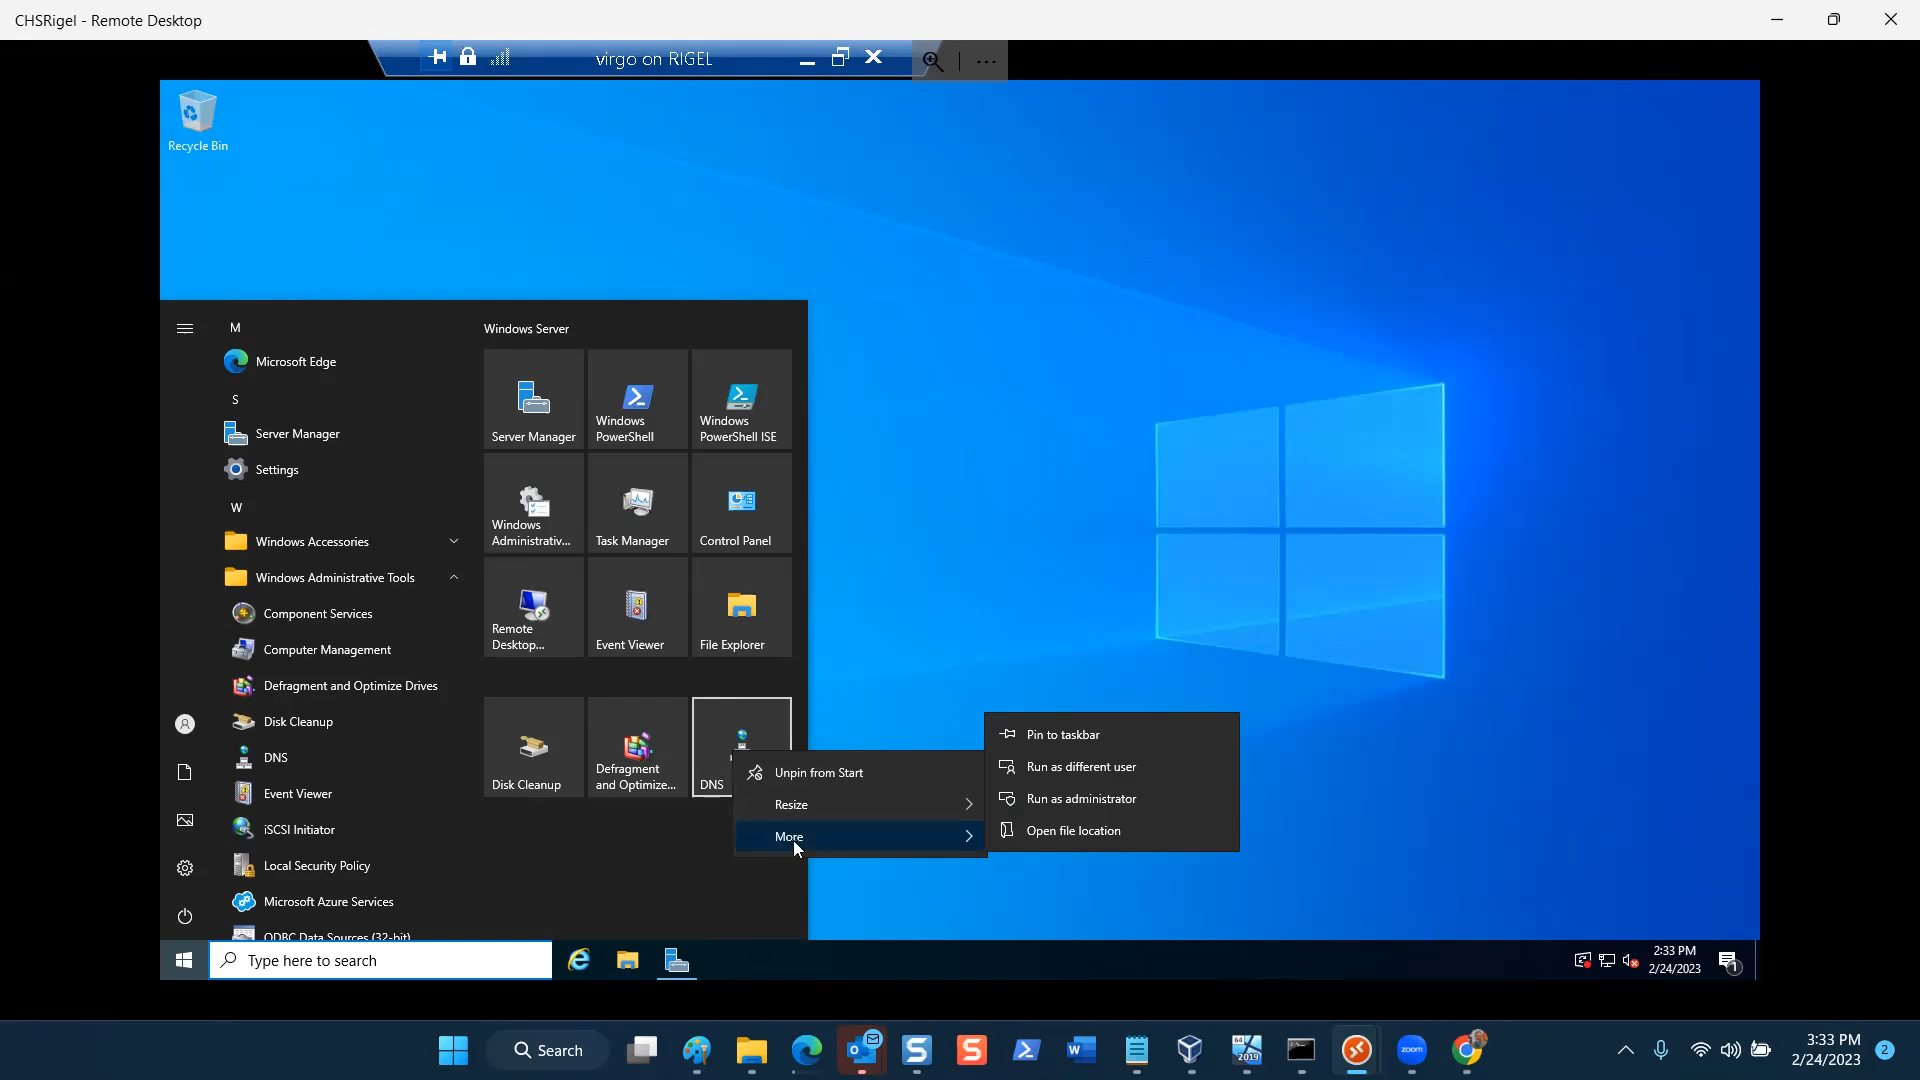 CHSRigel - Remote Desktop
virgo on RIGEL
Recycle Bin
M
Microsoft Edge
S
Server Manager
Settings
W
Windows Accessories
Windows Administrative Tools
Component Services
Computer Management
Defragment and Optimize Drives
Disk Cleanup
DNS
Event Viewer
iSCSI Initiator
Local Security Policy
Microsoft Azure Services
ODBC Data Sources (32-bit)
Windows Server
Server Manager
Windows
PowerShell
Windows
PowerShell ISE
Windows
Administrativ...
Task Manager
Control Panel
Remote
Desktop...
Event Viewer
File Explorer
Disk Cleanup
Defragment
and Optimize...
DNS
Unpin from Start
Resize
More
Pin to taskbar
Run as different user
Run as administrator
Open file location
Type here to search
2:33 PM
2/24/2023
1
Search
64
2019
zoom
3:33 PM
2/24/2023
2